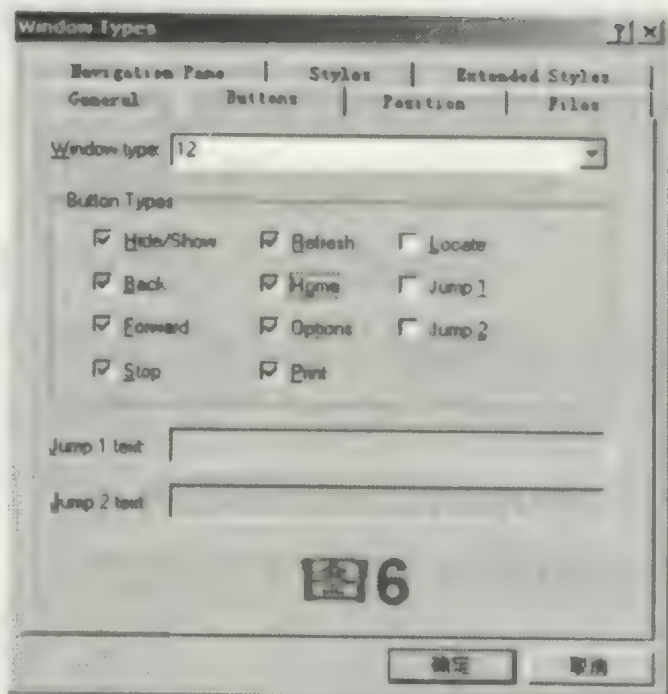 Window Types
Navigation Pane Styles Extended Styles
General Buttons Position Files
Window type: 12
Button Types
Hide/Show Refresh Locate
Back Home Jump 1
Forward Options Jump 2
Stop Print
Jump 1 text:
Jump 2 text:
图6
確定 取消